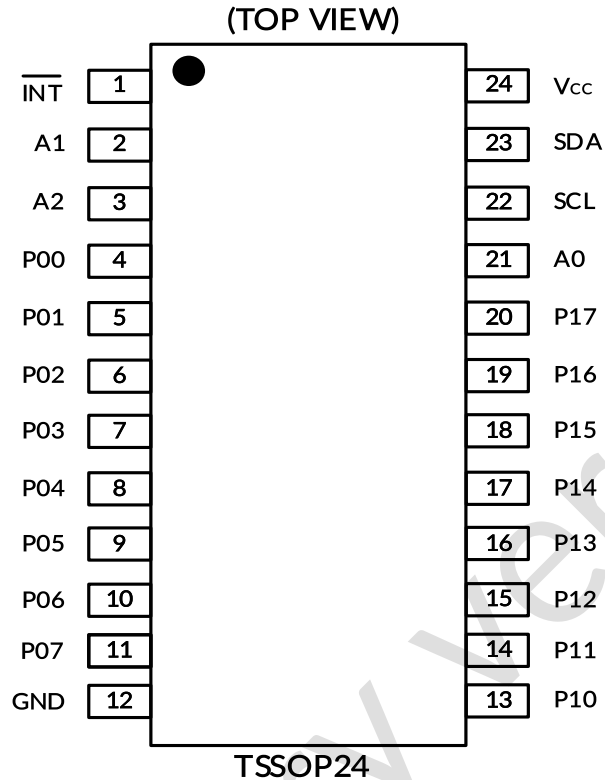 (TOP VIEW)
INT 1 24 Vcc
A1 2 23 SDA
A2 3 22 SCL
P00 4 21 A0
P01 5 20 P17
P02 6 19 P16
P03 7 18 P15
P04 8 17 P14
P05 9 16 P13
P06 10 15 P12
P07 11 14 P11
GND 12 13 P10
TSSOP24